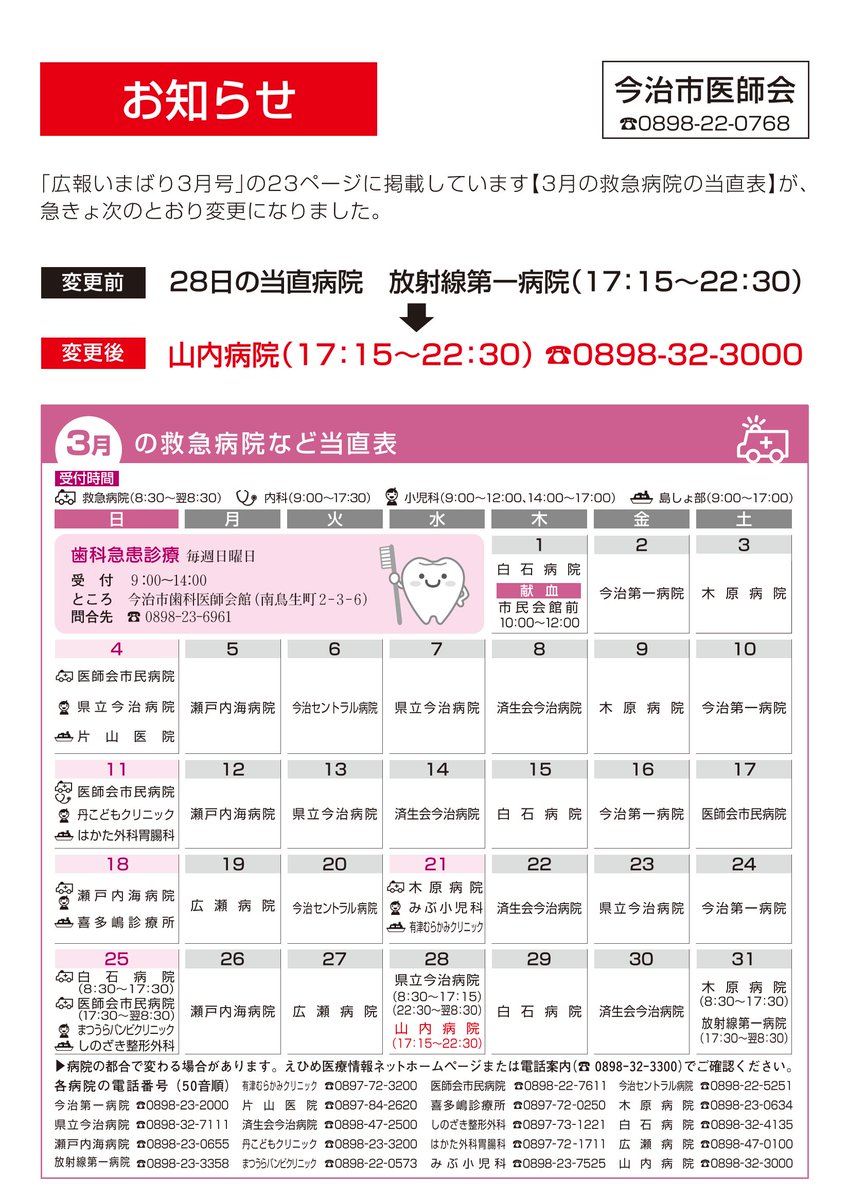 お知らせ
今治市医師会
☎0898-22-0768
「広報いまばり3月号」の23ページに掲載しています【3月の救急病院の当直表】が、
急きょ次のとおり変更になりました。
変更前 28日の当直病院 放射線第一病院（17：15～22：30）
変更後 山内病院（17：15～22：30）☎0898-32-3000
3月の救急病院など当直表
受付時間
救急病院（8:30～翌8:30） 内科（9:00～17:30） 小児科（9:00～12:00、14:00～17:00） 島しょ部（9:00～17:00）
日 月 火 水 木 金 土
歯科急患診療 毎週日曜日
受 付 9:00～14:00
ところ 今治市歯科医師会館（南鳥生町2-3-6）
問合先 ☎ 0898-23-6961
1
白石病院
献血
市民会館前
10:00～12:00
2
今治第一病院
3
木原病院
4
医師会市民病院
県立今治病院
片山医院
5
瀬戸内海病院
6
今治セントラル病院
7
県立今治病院
8
済生会今治病院
9
木原病院
10
今治第一病院
11
医師会市民病院
丹こどもクリニック
はかた外科胃腸科
12
瀬戸内海病院
13
県立今治病院
14
済生会今治病院
15
白石病院
16
今治第一病院
17
医師会市民病院
18
瀬戸内海病院
喜多嶋診療所
19
広瀬病院
20
今治セントラル病院
21
木原病院
みぶ小児科
有津むらかみクリニック
22
済生会今治病院
23
県立今治病院
24
今治第一病院
25
白石病院
（8:30～17:30）
医師会市民病院
（17:30～翌8:30）
まつうらバンビクリニック
しのざき整形外科
26
瀬戸内海病院
27
広瀬病院
28
県立今治病院
（8:30～17:15）
（22:30～翌8:30）
山内病院
（17:15～22:30）
29
白石病院
30
済生会今治病院
31
木原病院
（8:30～17:30）
放射線第一病院
（17:30～翌8:30）
▶病院の都合で変わる場合があります。えひめ医療情報ネットホームページまたは電話案内（☎ 0898-32-3300）でご確認ください。
各病院の電話番号（50音順） 有津むらかみクリニック ☎0897-72-3200 医師会市民病院 ☎0898-22-7611 今治セントラル病院 ☎0898-22-5251
今治第一病院 ☎0898-23-2000 片山医院 ☎0897-84-2620 喜多嶋診療所 ☎0897-72-0250 木原病院 ☎0898-23-0634
県立今治病院 ☎0898-32-7111 済生会今治病院 ☎0898-47-2500 しのざき整形外科 ☎0897-73-1221 白石病院 ☎0898-32-4135
瀬戸内海病院 ☎0898-23-0655 丹こどもクリニック ☎0898-23-3200 はかた外科胃腸科 ☎0897-72-1711 広瀬病院 ☎0898-47-0100
放射線第一病院 ☎0898-23-3358 まつうらバンビクリニック ☎0898-22-0573 みぶ小児科 ☎0898-23-7525 山内病院 ☎0898-32-3000